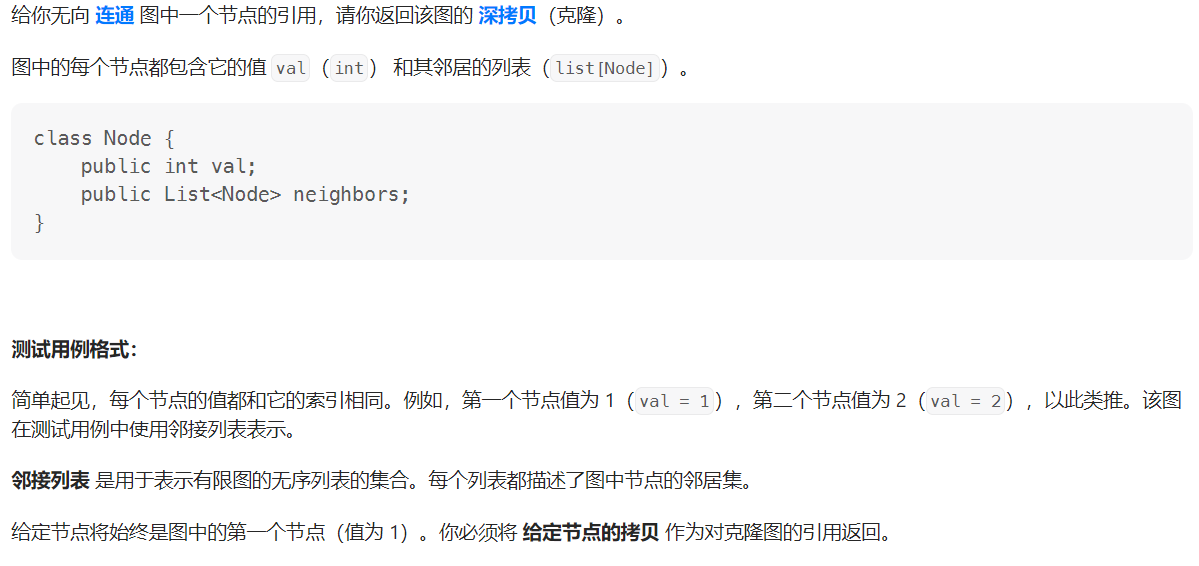 给你无向 连通 图中一个节点的引用，请你返回该图的 深拷贝（克隆）。
图中的每个节点都包含它的值 val（int） 和其邻居的列表（list[Node]）。
class Node {
    public int val;
    public List<Node> neighbors;
}
测试用例格式：
简单起见，每个节点的值都和它的索引相同。例如，第一个节点值为 1（val = 1），第二个节点值为 2（val = 2），以此类推。该图
在测试用例中使用邻接列表表示。
邻接列表 是用于表示有限图的无序列表的集合。每个列表都描述了图中节点的邻居集。
给定节点将始终是图中的第一个节点（值为 1）。你必须将 给定节点的拷贝 作为对克隆图的引用返回。